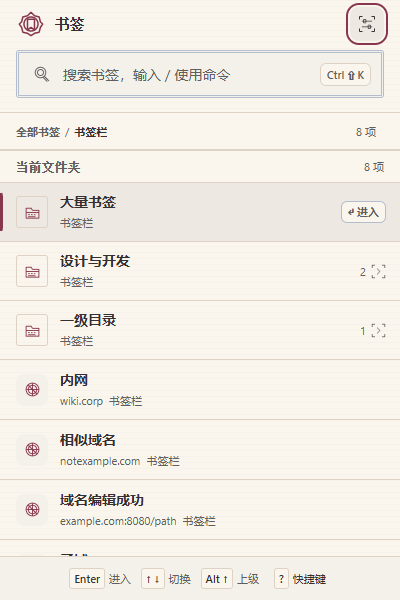 书签
搜索书签，输入 / 使用命令 Ctrl ⇧ K
全部书签 / 书签栏 8 项
当前文件夹 8 项
大量书签
书签栏
↲ 进入
设计与开发
书签栏
2
一级目录
书签栏
1
内网
wiki.corp 书签栏
相似域名
notexample.com 书签栏
域名编辑成功
example.com:8080/path 书签栏
Enter 进入 ↑ ↓ 切换 Alt ↑ 上级 ? 快捷键